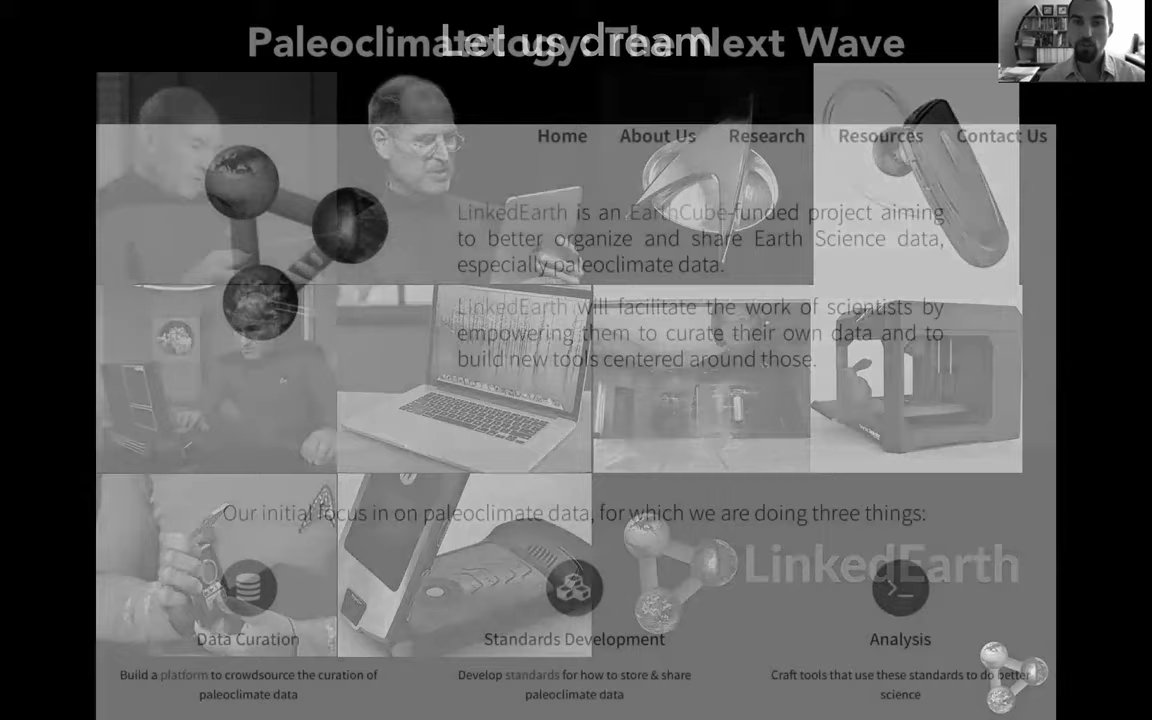 Paleoclimatology: The Next Wave
Let us dream
Home About Us Research Resources Contact Us
LinkedEarth is an EarthCube-funded project aiming
to better organize and share Earth Science data,
especially paleoclimate data.
LinkedEarth will facilitate the work of scientists by
empowering them to curate their own data and to
build new tools centered around those.
Our initial focus in on paleoclimate data, for which we are doing three things:
LinkedEarth
Data Curation
Standards Development
Analysis
Build a platform to crowdsource the curation of
paleoclimate data
Develop standards for how to store & share
paleoclimate data
Craft tools that use these standards to do better
science